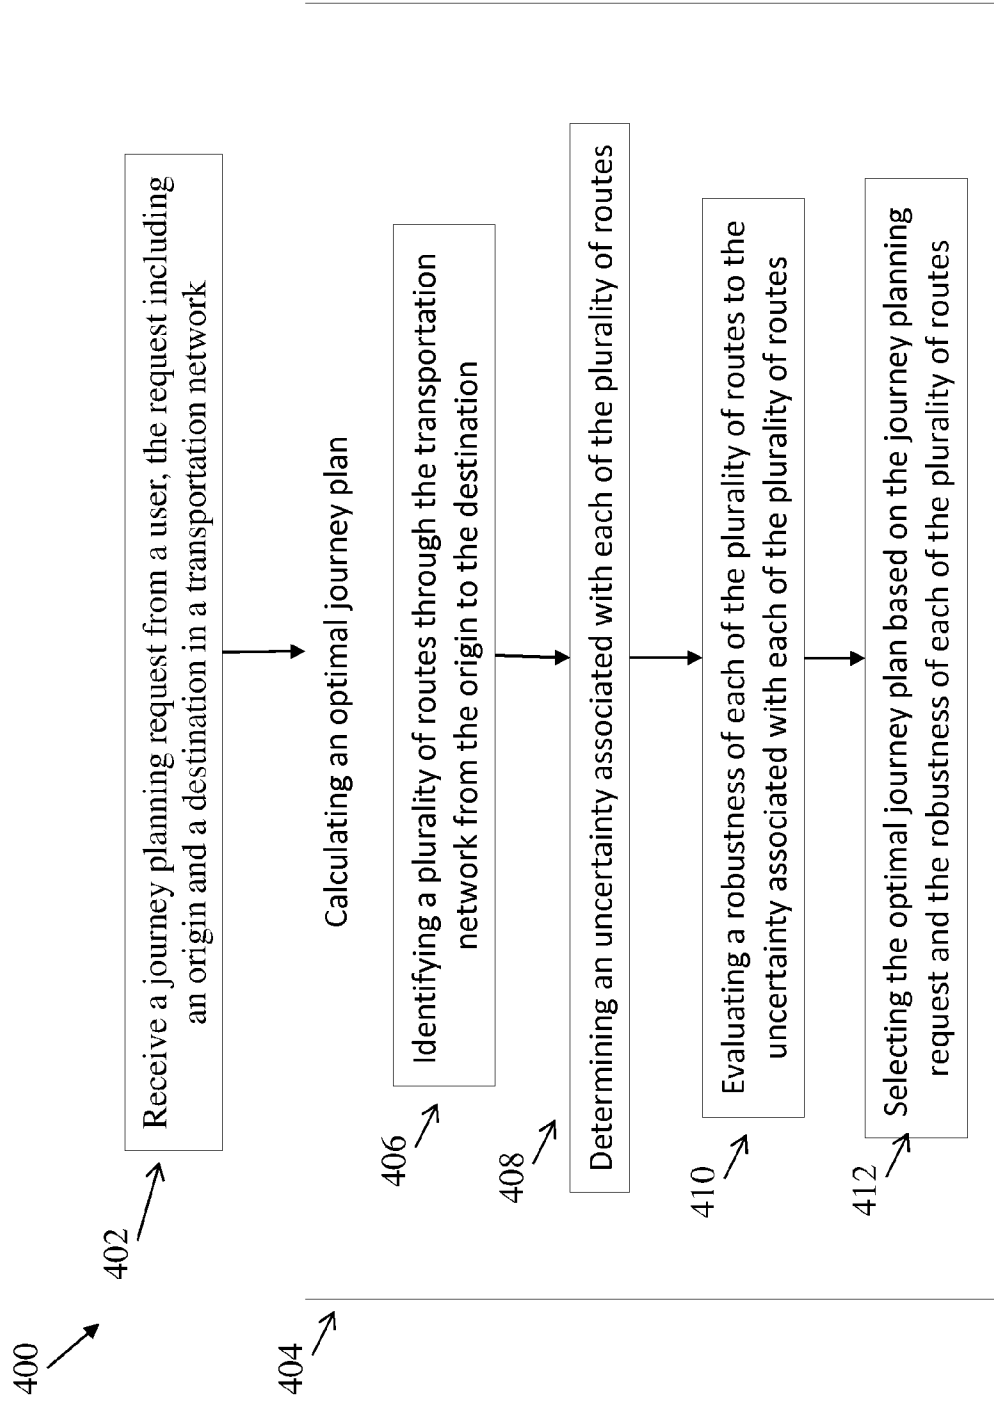 400
402
Receive a journey planning request from a user, the request including
an origin and a destination in a transportation network
404
Calculating an optimal journey plan
406
Identifying a plurality of routes through the transportation
network from the origin to the destination
408
Determining an uncertainty associated with each of the plurality of routes
410
Evaluating a robustness of each of the plurality of routes to the
uncertainty associated with each of the plurality of routes
412
Selecting the optimal journey plan based on the journey planning
request and the robustness of each of the plurality of routes